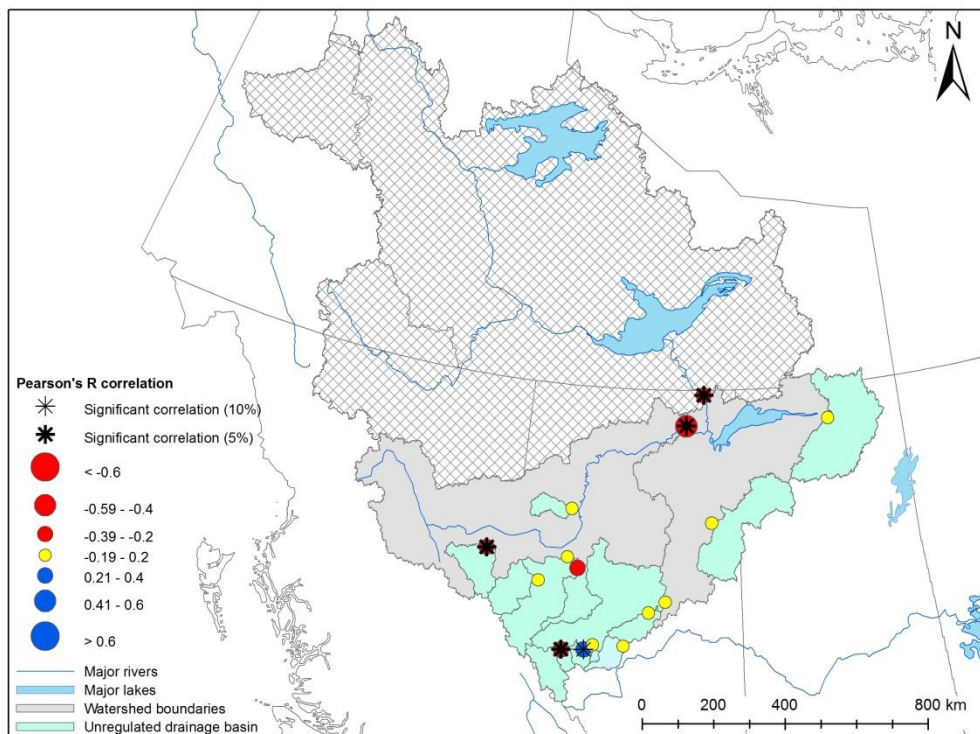 N
Pearson's R correlation
Significant correlation (10%)
Significant correlation (5%)
< -0.6
-0.59 - -0.4
-0.39 - -0.2
-0.19 - 0.2
0.21 - 0.4
0.41 - 0.6
> 0.6
Major rivers
Major lakes
Watershed boundaries
Unregulated drainage basin
0 200 400 800 km